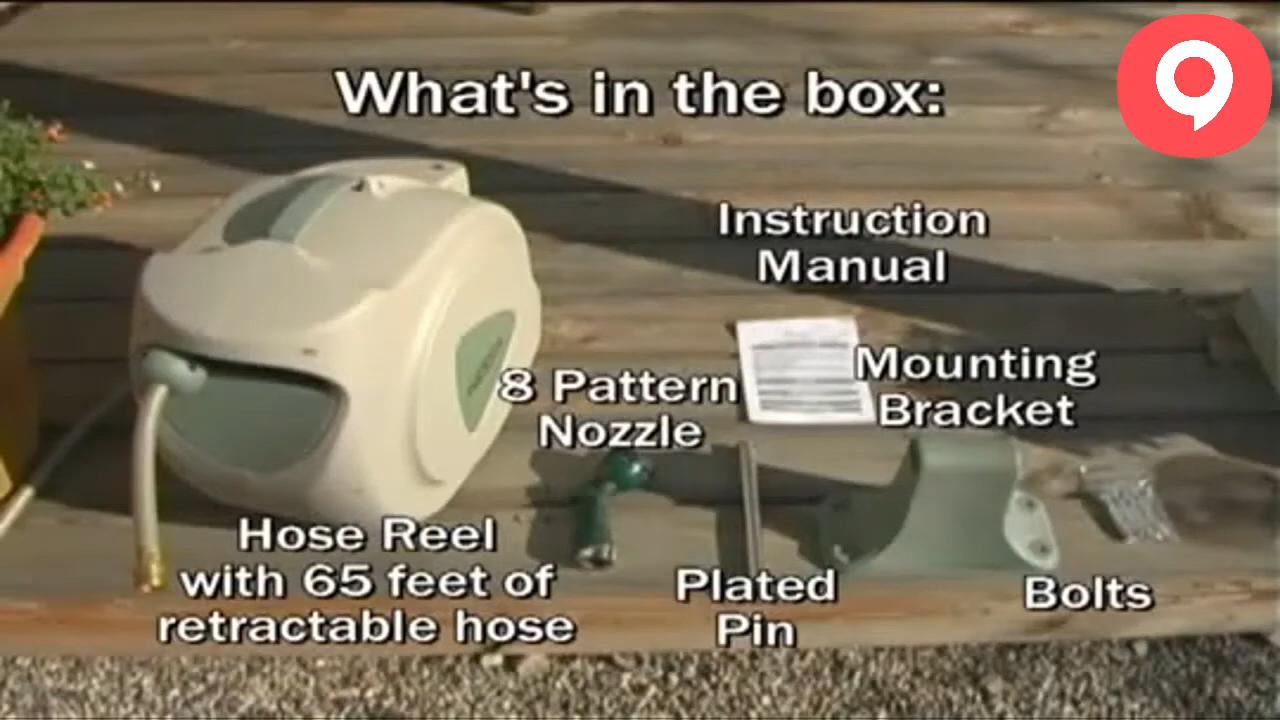 What's in the box:
Instruction
Manual
Mounting
Bracket
8 Pattern
Nozzle
Hose Reel
with 65 feet of
retractable hose
Plated
Pin
Bolts